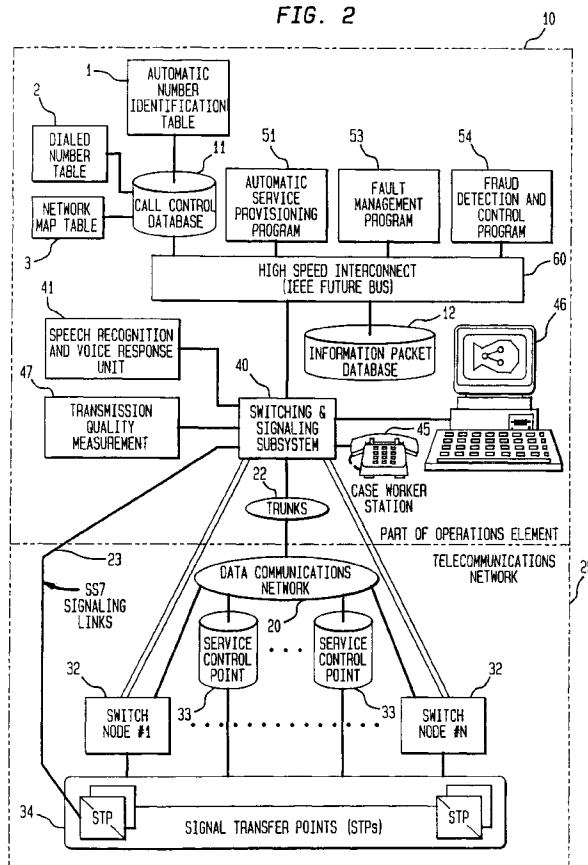 FIG. 2
10
1
AUTOMATIC
NUMBER
IDENTIFICATION
TABLE
2
DIALED
NUMBER
TABLE
11
CALL CONTROL
DATABASE
NETWORK
MAP TABLE
3
51
AUTOMATIC
SERVICE
PROVISIONING
PROGRAM
53
FAULT
MANAGEMENT
PROGRAM
54
FRAUD
DETECTION AND
CONTROL
PROGRAM
HIGH SPEED INTERCONNECT
(IEEE FUTURE BUS)
60
41
SPEECH RECOGNITION
AND VOICE RESPONSE
UNIT
12
INFORMATION PACKET
DATABASE
46
47
TRANSMISSION
QUALITY
MEASUREMENT
40
SWITCHING &
SIGNALING
SUBSYSTEM
45
CASE WORKER
STATION
22
TRUNKS
PART OF OPERATIONS ELEMENT
23
TELECOMMUNICATIONS
NETWORK
25
SS7
SIGNALING
LINKS
DATA COMMUNICATIONS
NETWORK
20
SERVICE
CONTROL
POINT
33
SERVICE
CONTROL
POINT
33
32
SWITCH
NODE #1
32
SWITCH
NODE #N
34
STP
SIGNAL TRANSFER POINTS (STPs)
STP